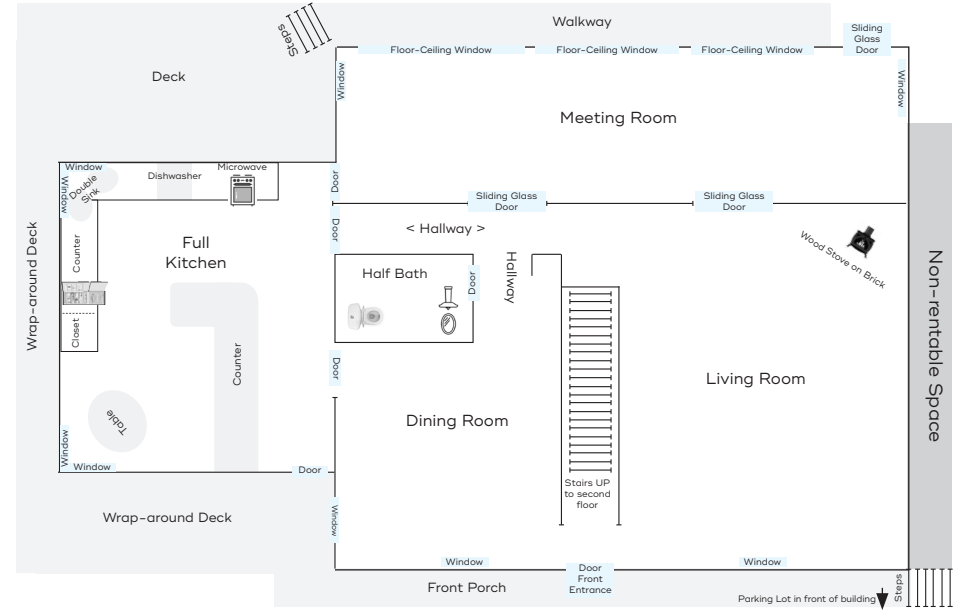 Steps
Walkway
Sliding
Glass
Door
Floor-Ceiling Window
Floor-Ceiling Window
Floor-Ceiling Window
Deck
Window
Window
Meeting Room
Window
Window
Double
Sink
Dishwasher
Microwave
Door
Sliding Glass
Door
Sliding Glass
Door
Door
< Hallway >
Hallway
Wood Stove on Brick
Full
Kitchen
Counter
Half Bath
Door
Wrap-around Deck
Non-rentable Space
Closet
Counter
Door
Living Room
Table
Dining Room
Window
Window
Door
Stairs UP
to second
floor
Wrap-around Deck
Window
Window
Door
Front
Entrance
Window
Front Porch
Steps
Parking Lot in front of building